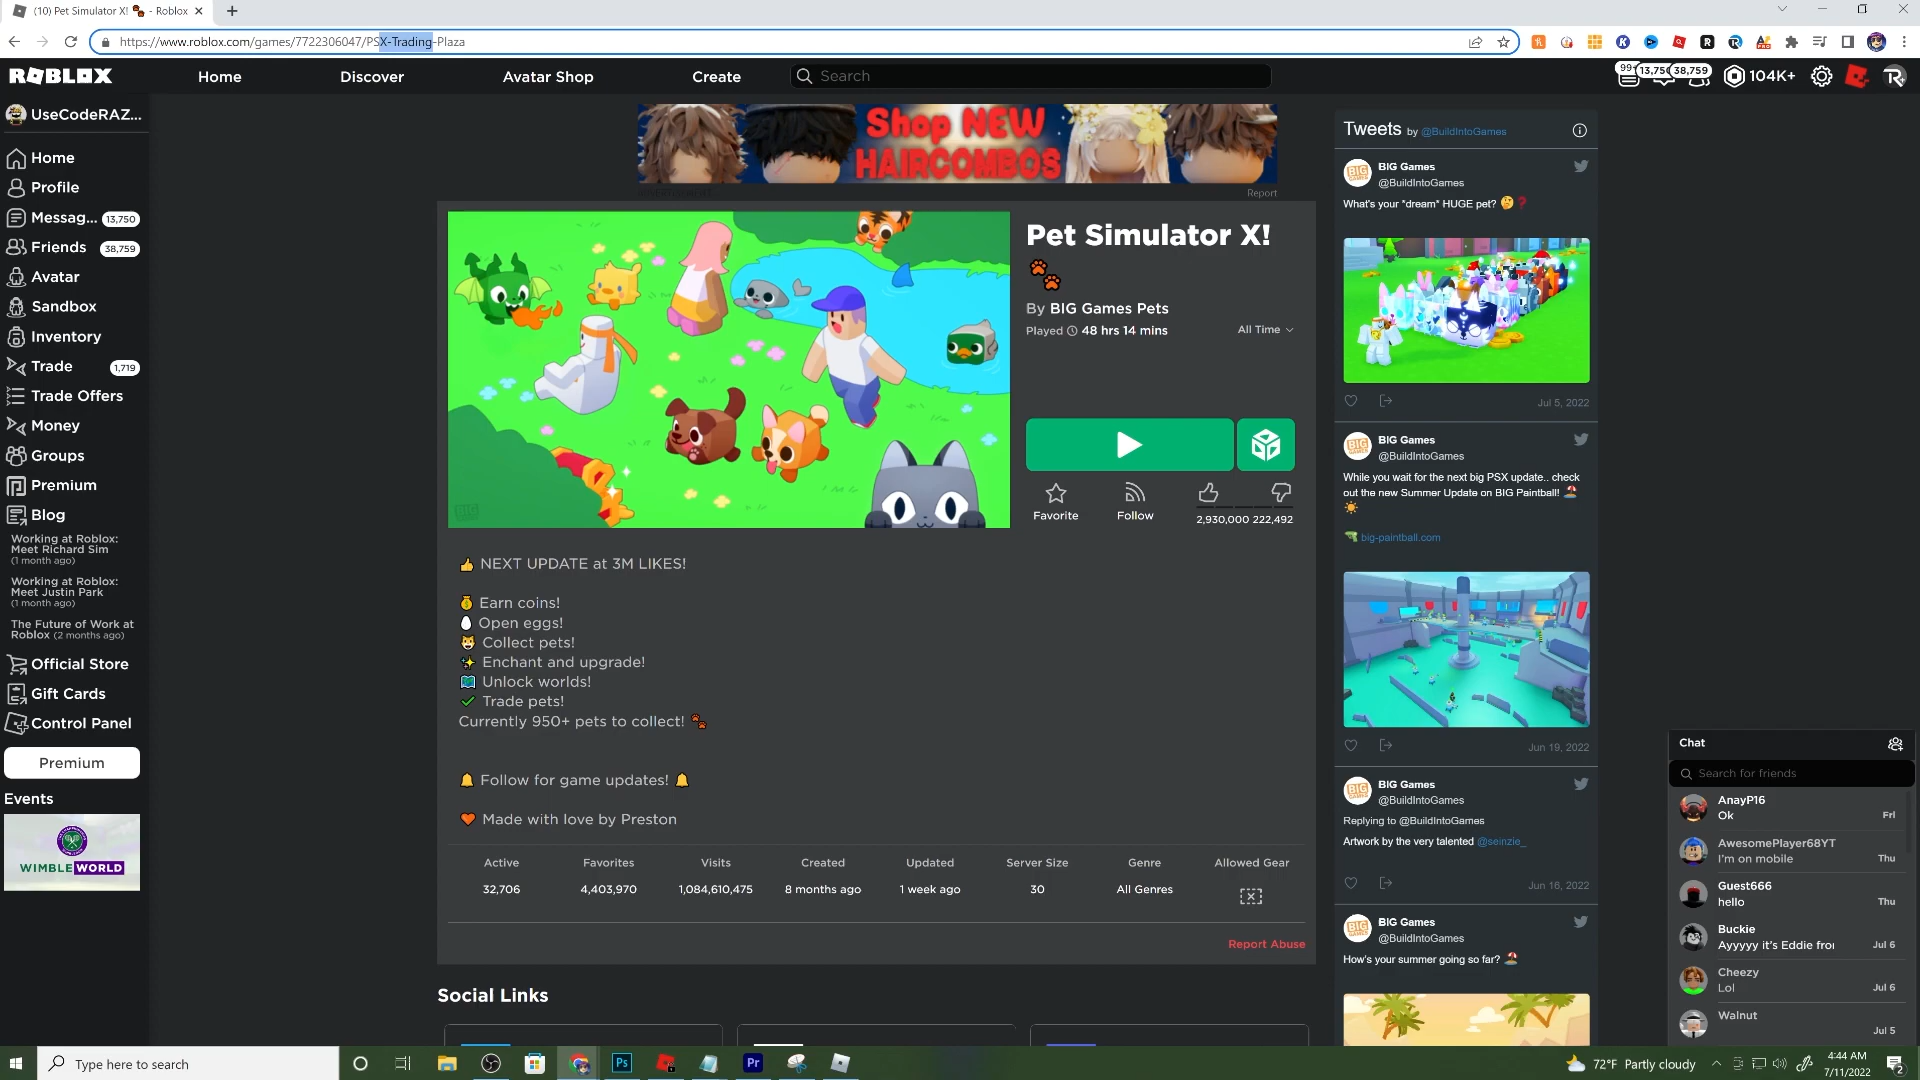 (10) Pet Simulator X! 🐾 - Roblox
https://www.roblox.com/games/7722306047/PSX-Trading-Plaza
ROBLOX
Home
Discover
Avatar Shop
Create
Search
99+
13,750
38,759
104K+
UseCodeRAZ...
Home
Profile
Messag... 13,750
Friends 38,759
Avatar
Sandbox
Inventory
Trade 1,719
Trade Offers
Money
Groups
Premium
Blog
Working at Roblox:
Meet Richard Sim
(1 month ago)
Working at Roblox:
Meet Justin Park
(1 month ago)
The Future of Work at
Roblox (2 months ago)
Official Store
Gift Cards
Control Panel
Premium
Events
WIMBLEWORLD
Shop NEW
HAIRCOMBOS
Report
Pet Simulator X!
🐾
By BIG Games Pets
Played 48 hrs 14 mins
All Time
Favorite
Follow
2,930,000 222,492
BIG
👍 NEXT UPDATE at 3M LIKES!
💰 Earn coins!
🥚 Open eggs!
😺 Collect pets!
✨ Enchant and upgrade!
🗺️ Unlock worlds!
✔️ Trade pets!
Currently 950+ pets to collect! 🐾
🔔 Follow for game updates! 🔔
🧡 Made with love by Preston
Active Favorites Visits Created Updated Server Size Genre Allowed Gear
32,706 4,403,970 1,084,610,475 8 months ago 1 week ago 30 All Genres
Report Abuse
Social Links
Tweets by @BuildIntoGames
BIG Games
@BuildIntoGames
What's your *dream* HUGE pet? 🤔❓
Jul 5, 2022
BIG Games
@BuildIntoGames
While you wait for the next big PSX update.. check
out the new Summer Update on BIG Paintball! 🏖️
☀️
🔫 big-paintball.com
Jun 19, 2022
BIG Games
@BuildIntoGames
Replying to @BuildIntoGames
Artwork by the very talented @seinzie_
Jun 16, 2022
BIG Games
@BuildIntoGames
How's your summer going so far? 🏖️
Chat
Search for friends
AnayP16
Ok Fri
AwesomePlayer68YT
I'm on mobile Thu
Guest666
hello Thu
Buckie
Ayyyyy it's Eddie fro Jul 6
Cheezy
Lol Jul 6
Walnut
Jul 5
Type here to search
Ps
Pr
72°F Partly cloudy
4:44 AM
7/11/2022
2